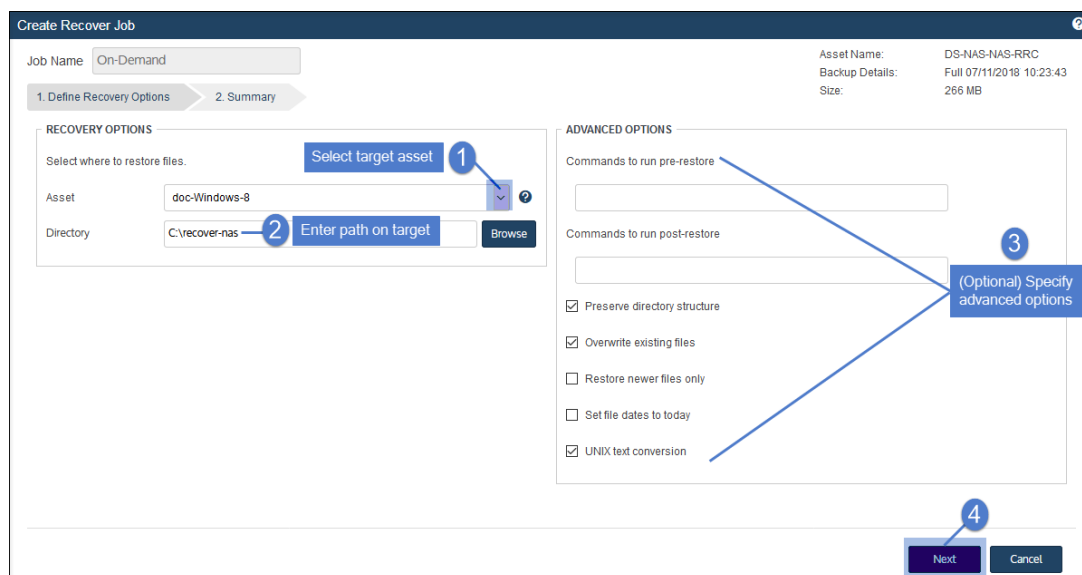 Create Recover Job
?
Job Name On-Demand
Asset Name: DS-NAS-NAS-RRC
Backup Details: Full 07/11/2018 10:23:43
Size: 266 MB
1. Define Recovery Options 2. Summary
RECOVERY OPTIONS
Select where to restore files.
Select target asset 1
Asset doc-Windows-8 ?
Directory C:\recover-nas 2 Enter path on target Browse
ADVANCED OPTIONS
Commands to run pre-restore
Commands to run post-restore
3
(Optional) Specify
advanced options
Preserve directory structure
Overwrite existing files
Restore newer files only
Set file dates to today
UNIX text conversion
4
Next Cancel